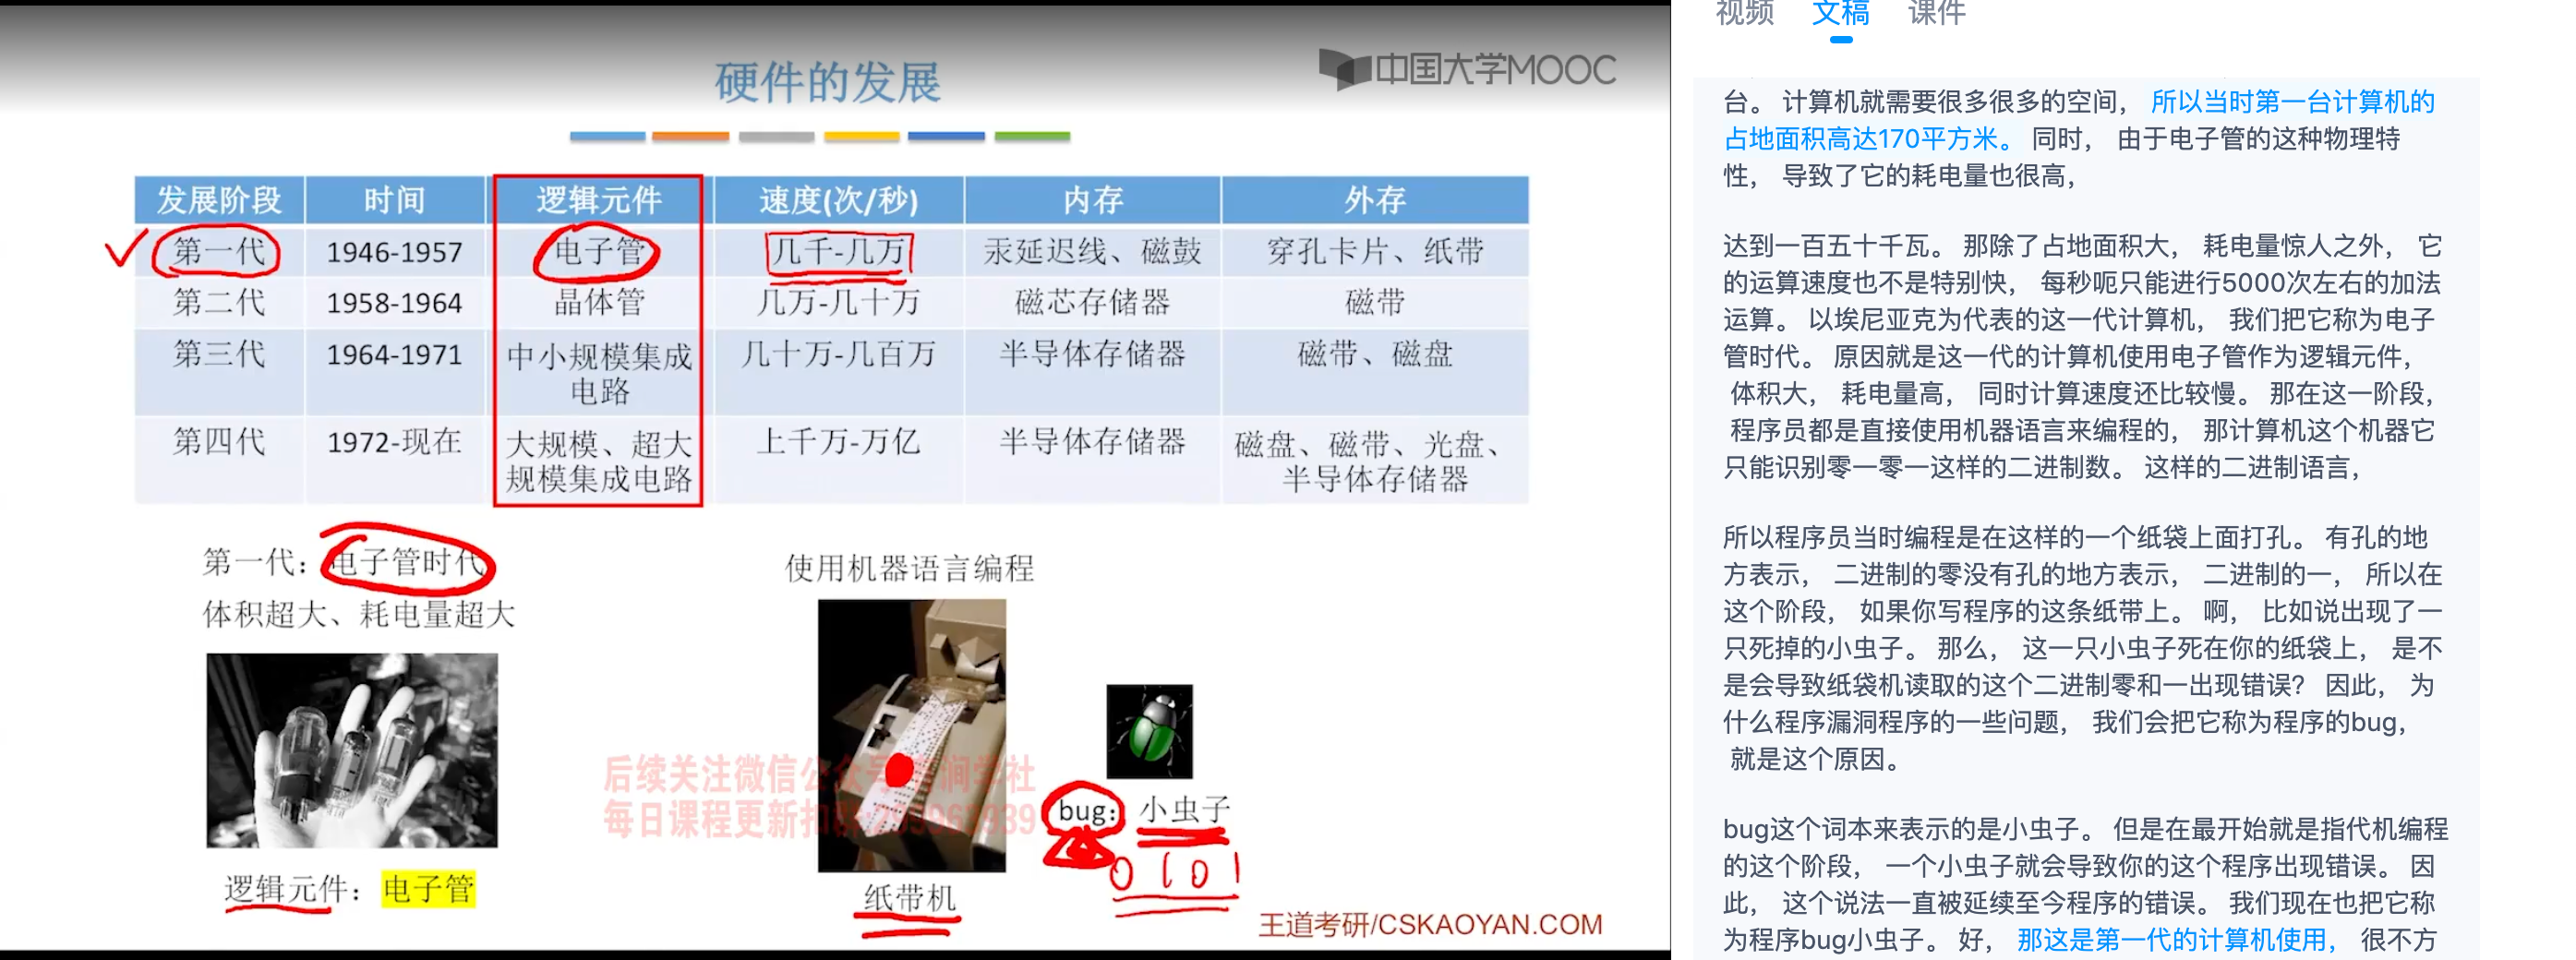 硬件的发展
中国大学MOOC
发展阶段 时间 逻辑元件 速度(次/秒) 内存 外存
第一代 1946-1957 电子管 几千-几万 汞延迟线、磁鼓 穿孔卡片、纸带
第二代 1958-1964 晶体管 几万-几十万 磁芯存储器 磁带
第三代 1964-1971 中小规模集成 几十万-几百万 半导体存储器 磁带、磁盘
电路
第四代 1972-现在 大规模、超大 上千万-万亿 半导体存储器 磁盘、磁带、光盘、
规模集成电路 半导体存储器
第一代：电子管时代
体积超大、耗电量超大
逻辑元件：电子管
使用机器语言编程
纸带机
bug: 小虫子
0101
后续关注微信公众号
学社
每日课程更新扣
王道考研/CSKAOYAN.COM
视频 文稿 课件
台。 计算机就需要很多很多的空间， 所以当时第一台计算机的
占地面积高达170平方米。 同时， 由于电子管的这种物理特
性， 导致了它的耗电量也很高，
达到一百五十千瓦。 那除了占地面积大， 耗电量惊人之外， 它
的运算速度也不是特别快， 每秒呃只能进行5000次左右的加法
运算。 以埃尼亚克为代表的这一代计算机， 我们把它称为电子
管时代。 原因就是这一代的计算机使用电子管作为逻辑元件，
体积大， 耗电量高， 同时计算速度还比较慢。 那在这一阶段，
程序员都是直接使用机器语言来编程的， 那计算机这个机器它
只能识别零一零一这样的二进制数。 这样的二进制语言，
所以程序员当时编程是在这样的一个纸袋上面打孔。 有孔的地
方表示， 二进制的零没有孔的地方表示， 二进制的一， 所以在
这个阶段， 如果你写程序的这条纸带上。 啊， 比如说出现了一
只死掉的小虫子。 那么， 这一只小虫子死在你的纸袋上， 是不
是会导致纸袋机读取的这个二进制零和一出现错误？ 因此， 为
什么程序漏洞程序的一些问题， 我们会把它称为程序的bug，
就是这个原因。
bug这个词本来表示的是小虫子。 但是在最开始就是指代机编程
的这个阶段， 一个小虫子就会导致你的这个程序出现错误。 因
此， 这个说法一直被延续至今程序的错误。 我们现在也把它称
为程序bug小虫子。 好， 那这是第一代的计算机使用， 很不方